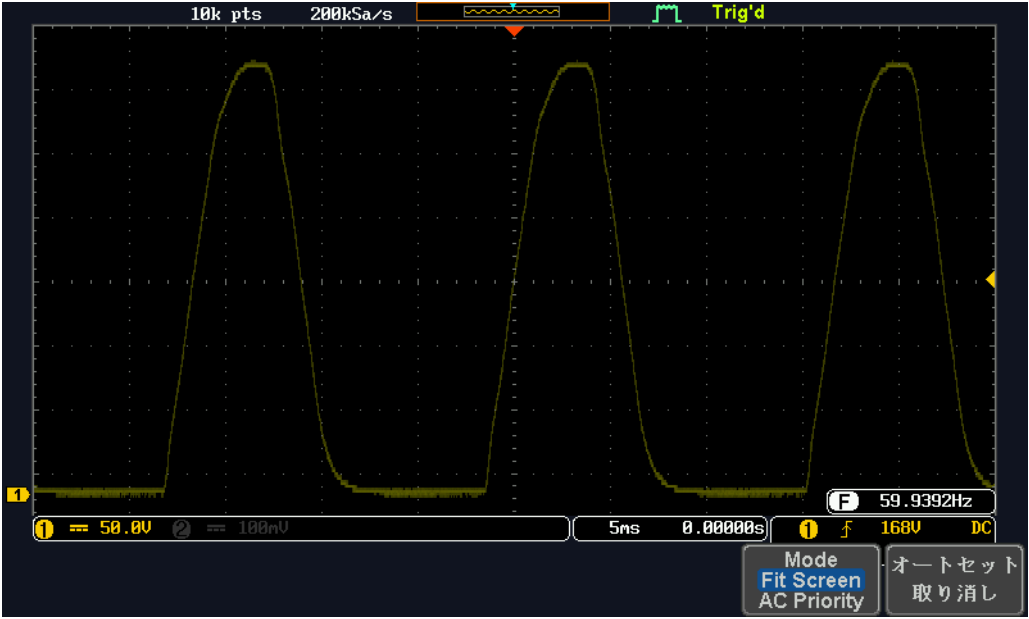 10k pts 200kSa/s Trig'd
1
F 59.9392Hz
1 50.0V 2 100mV 5ms 0.00000s 1 168V DC
Mode
Fit Screen
AC Priority
オートセット
取り消し